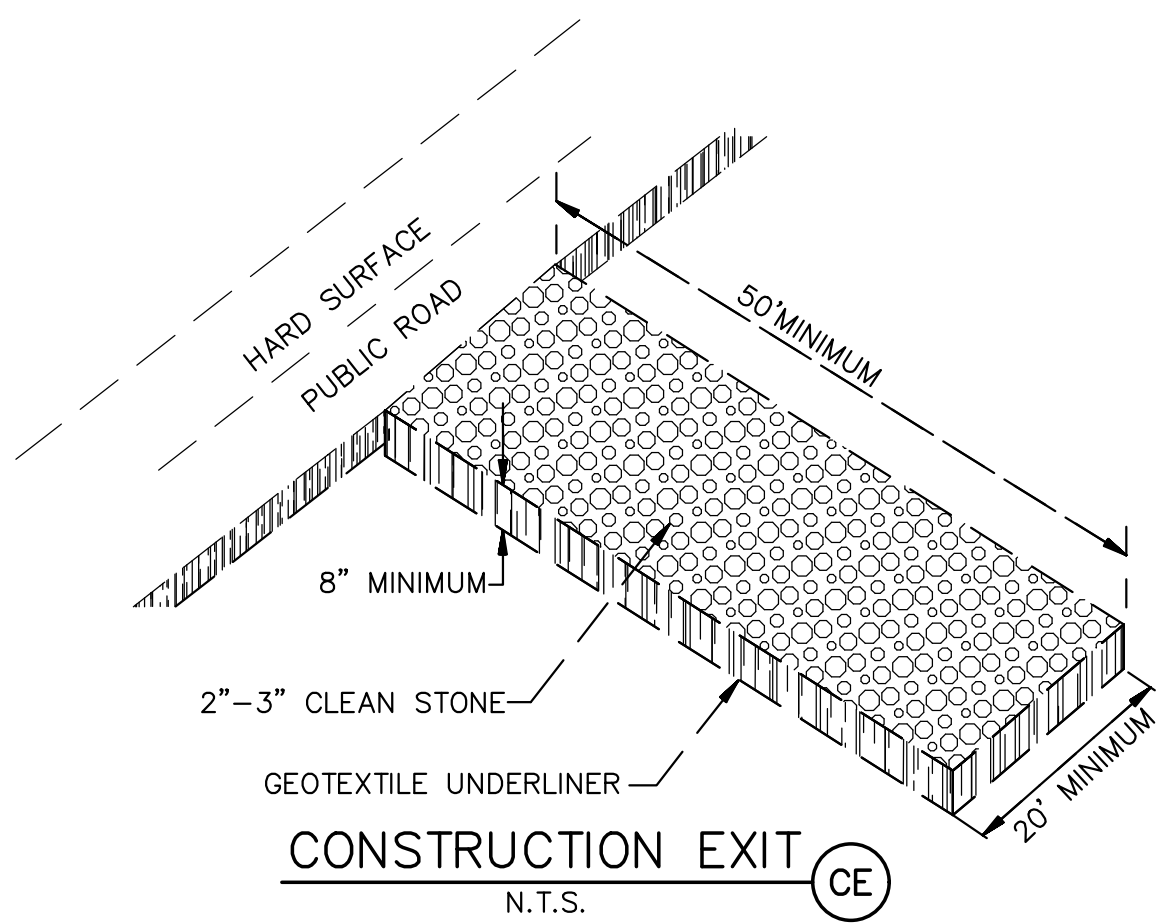 HARD SURFACE
PUBLIC ROAD
50'MINIMUM
8" MINIMUM
2"-3" CLEAN STONE
GEOTEXTILE UNDERLINER
20' MINIMUM
CONSTRUCTION EXIT
CE
N.T.S.